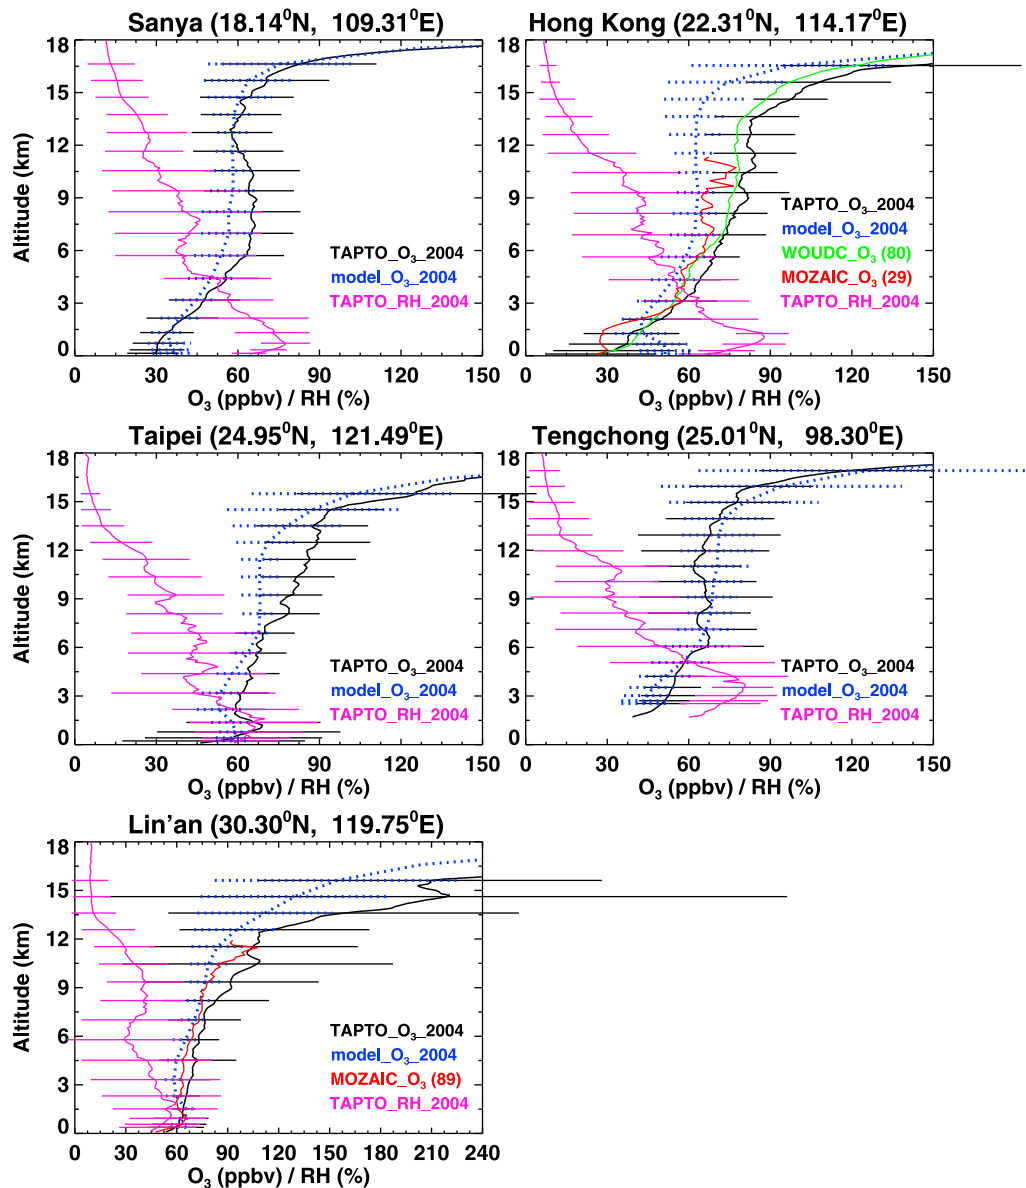 Sanya (18.14⁰N, 109.31⁰E)
18
15
12
9
6
3
0
Altitude (km)
TAPTO_O₃_2004
model_O₃_2004
TAPTO_RH_2004
0 30 60 90 120 150
O₃ (ppbv) / RH (%)
Hong Kong (22.31⁰N, 114.17⁰E)
18
15
12
9
6
3
0
Altitude (km)
TAPTO_O₃_2004
model_O₃_2004
WOUDC_O₃ (80)
MOZAIC_O₃ (29)
TAPTO_RH_2004
0 30 60 90 120 150
O₃ (ppbv) / RH (%)
Taipei (24.95⁰N, 121.49⁰E)
18
15
12
9
6
3
0
Altitude (km)
TAPTO_O₃_2004
model_O₃_2004
TAPTO_RH_2004
0 30 60 90 120 150
O₃ (ppbv) / RH (%)
Tengchong (25.01⁰N, 98.30⁰E)
18
15
12
9
6
3
0
Altitude (km)
TAPTO_O₃_2004
model_O₃_2004
TAPTO_RH_2004
0 30 60 90 120 150
O₃ (ppbv) / RH (%)
Lin'an (30.30⁰N, 119.75⁰E)
18
15
12
9
6
3
0
Altitude (km)
TAPTO_O₃_2004
model_O₃_2004
MOZAIC_O₃ (89)
TAPTO_RH_2004
0 30 60 90 120 150 180 210 240
O₃ (ppbv) / RH (%)